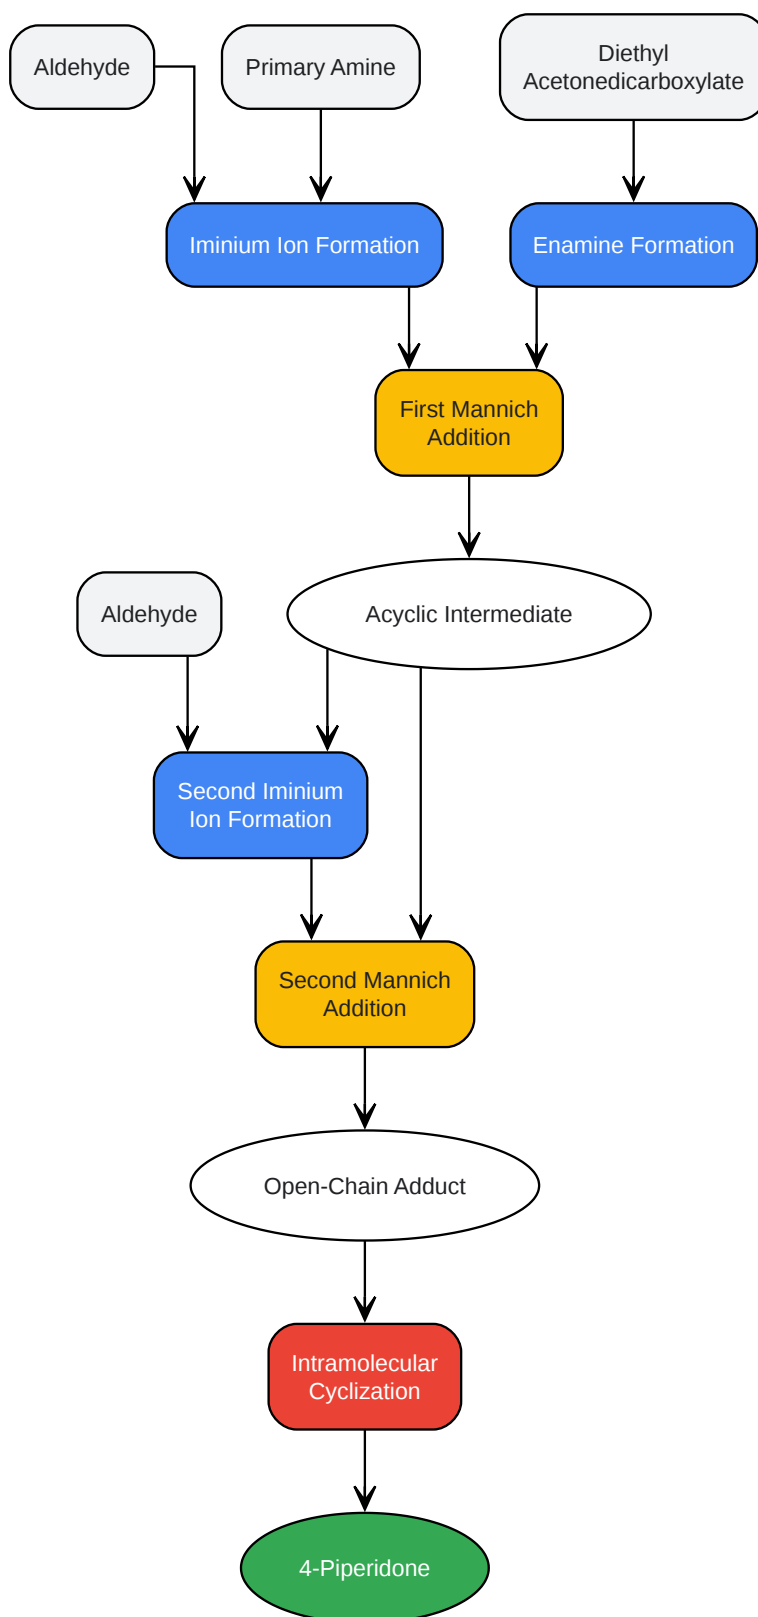 Aldehyde
Primary Amine
Diethyl
Acetonedicarboxylate
Iminium Ion Formation
Enamine Formation
First Mannich
Addition
Aldehyde
Acyclic Intermediate
Second Iminium
Ion Formation
Second Mannich
Addition
Open-Chain Adduct
Intramolecular
Cyclization
4-Piperidone